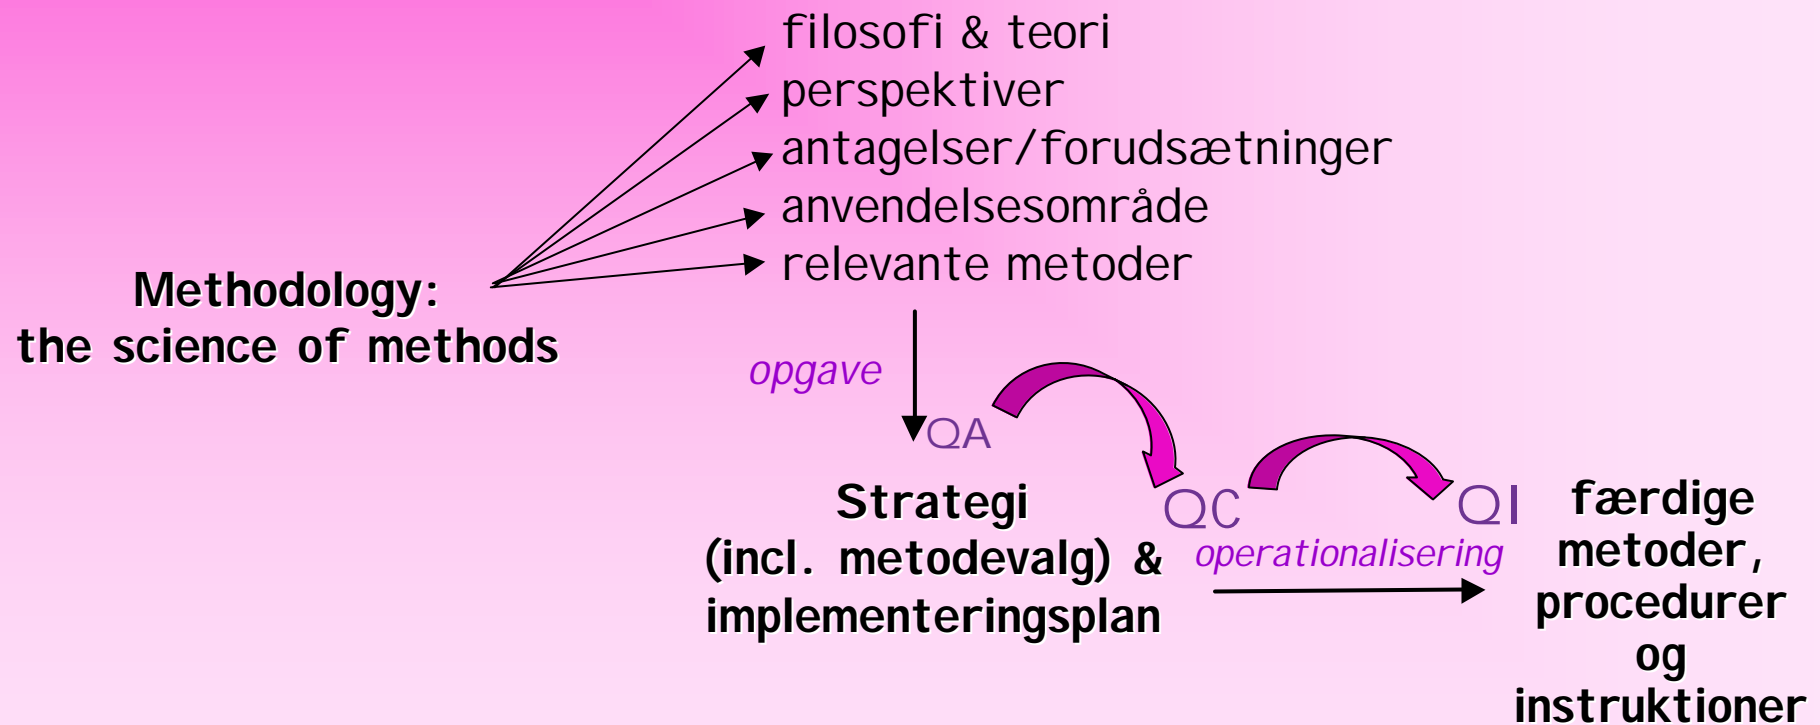 filosofi & teori
perspektiver
antagelser/forudsætninger
anvendelsesområde
relevante metoder
Methodology:
the science of methods
opgave
QA
Strategi
(incl. metodevalg) &
implementeringsplan
QC
QI
operationalisering
færdige
metoder,
procedurer
og
instruktioner